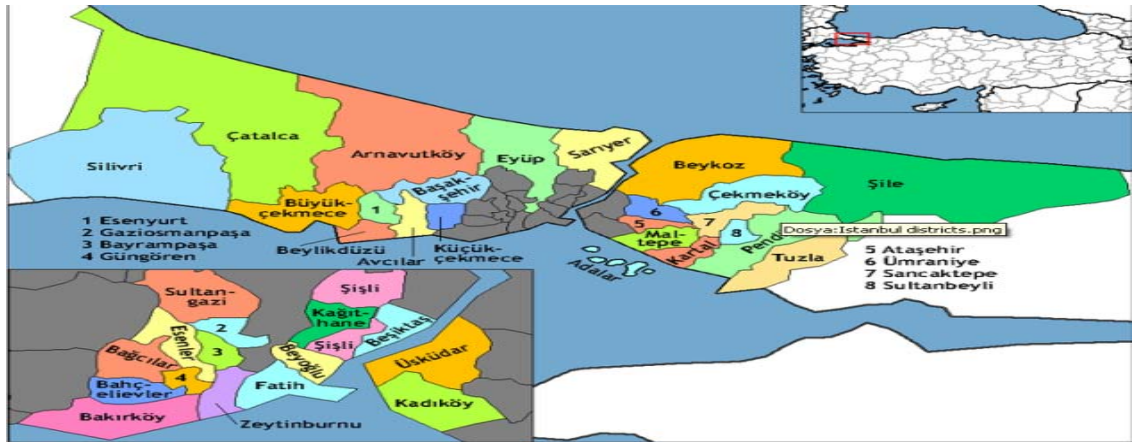 Silivri
Çatalca
Arnavutköy
Eyüp
Sarıyer
Beykoz
Şile
Çekmeköy
Başak-
şehir
Büyük-
çekmece
1
6
7
5
8
Mal-
tepe
Kartal
Pend
Tuzla
Adalar
Beylikdüzü
Avcılar
Küçük-
çekmece
Dosya:Istanbul districts.png
1 Esenyurt
2 Gaziosmanpaşa
3 Bayrampaşa
4 Güngören
5 Ataşehir
6 Ümraniye
7 Sancaktepe
8 Sultanbeyli
Sultan-
gazi
Şişli
Kağıt-
hane
Şişli
Beşiktaş
2
Esenler
3
Beyoğlu
Bağcılar
4
Bahç-
elievler
Fatih
Üsküdar
Kadıköy
Bakırköy
Zeytinburnu